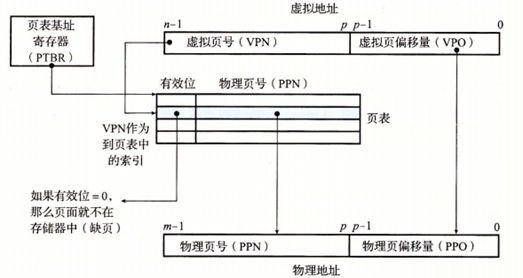 虚拟地址
n-1 p p-1 0
页表基址
寄存器
(PTBR)
虚拟页号(VPN) 虚拟页偏移量(VPO)
有效位 物理页号(PPN)
页表
VPN作为
到页表中
的索引
如果有效位=0,
那么页面就不在
存储器中(缺页)
m-1 p p-1 0
物理页号(PPN) 物理页偏移量(PPO)
物理地址